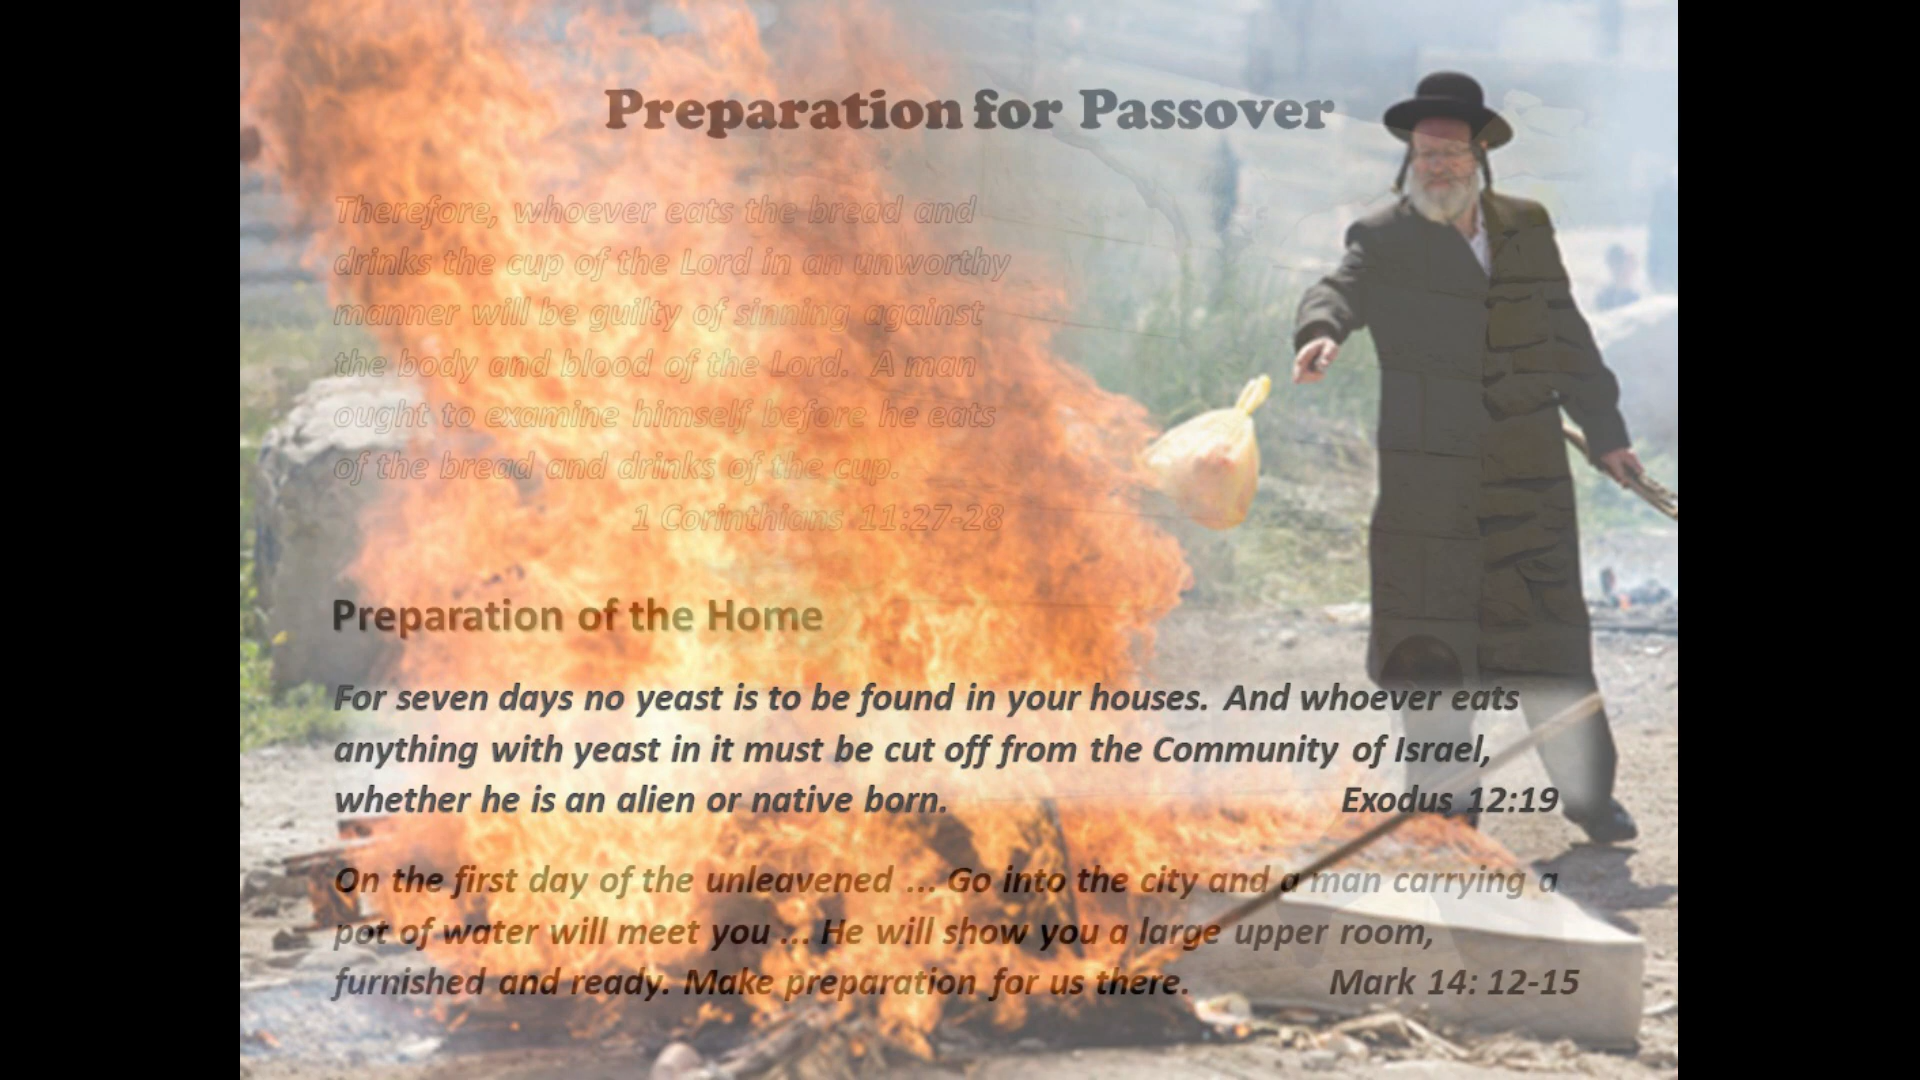 Preparation for Passover
Therefore, whoever eats the bread and
drinks the cup of the Lord in an unworthy
manner will be guilty of sinning against
the body and blood of the Lord. A man
ought to examine himself before he eats
of the bread and drinks of the cup.
1 Corinthians 11:27-28
Preparation of the Home
For seven days no yeast is to be found in your houses. And whoever eats
anything with yeast in it must be cut off from the Community of Israel,
whether he is an alien or native born. Exodus 12:19
On the first day of the unleavened ... Go into the city and a man carrying a
pot of water will meet you ... He will show you a large upper room,
furnished and ready. Make preparation for us there. Mark 14: 12-15